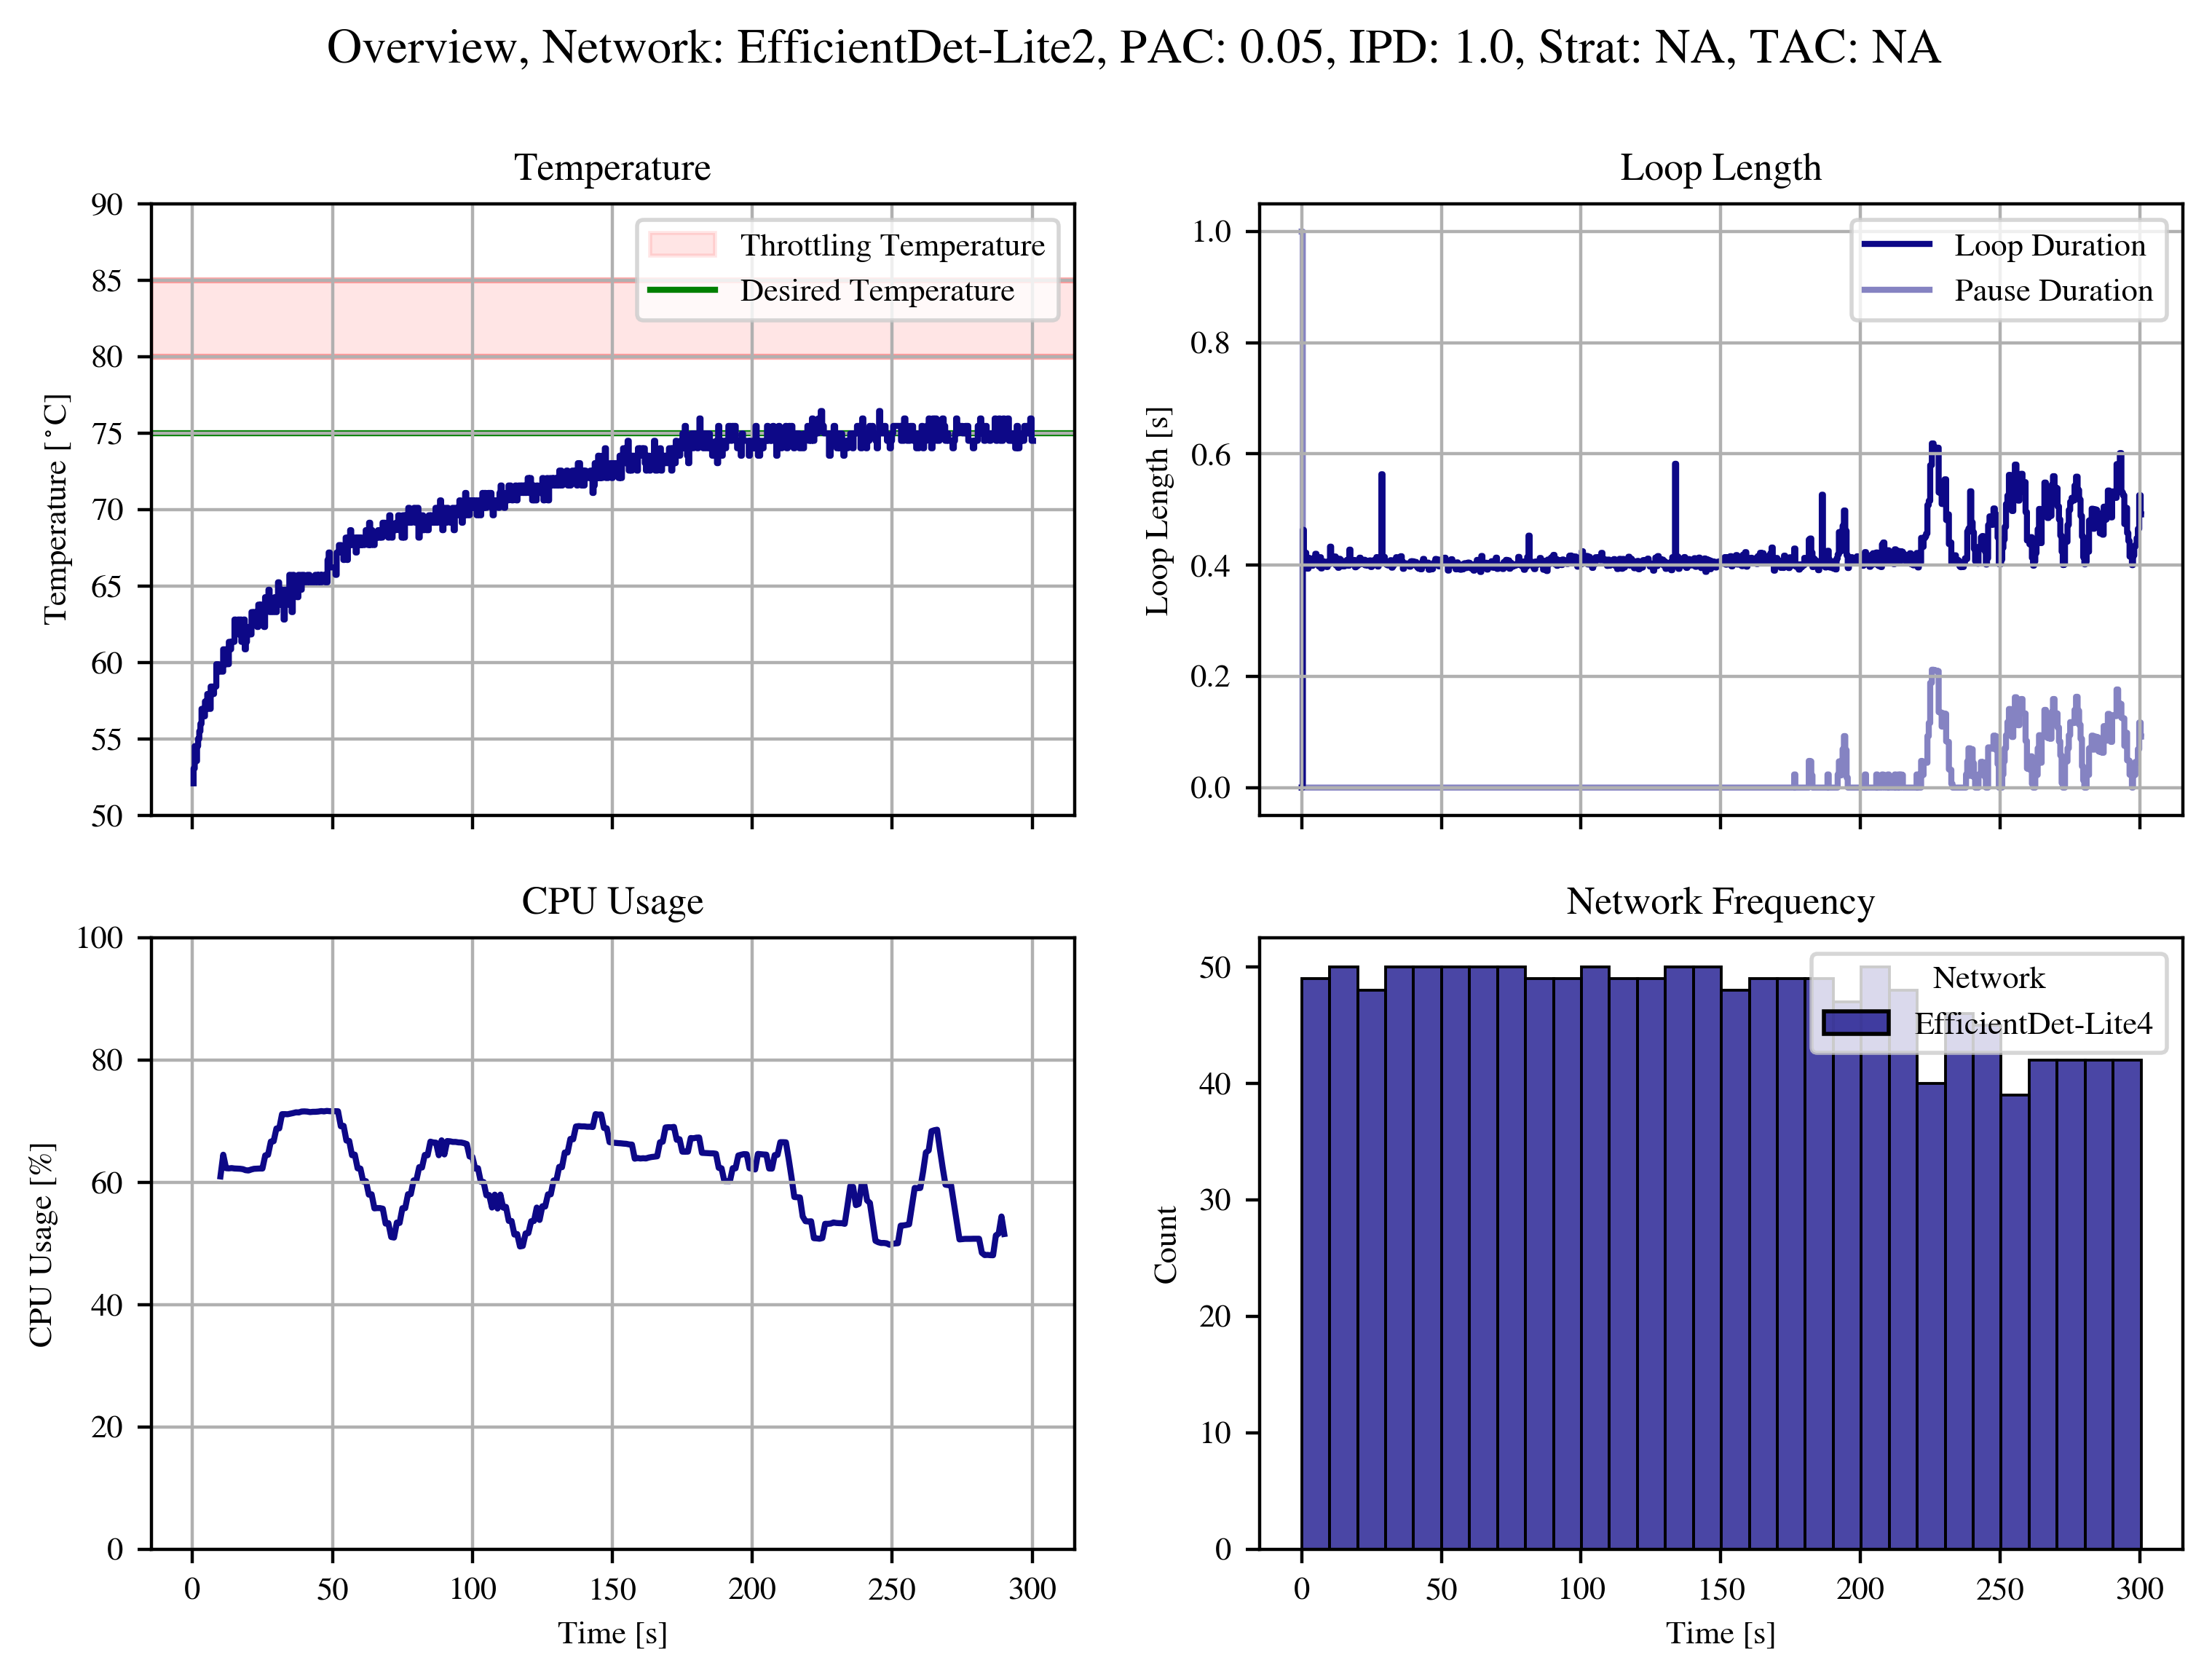 Overview, Network: EfficientDet-Lite2, PAC: 0.05, IPD: 1.0, Strat: NA, TAC: NA
Temperature
90
85
80
75
70
65
60
55
50
Temperature [°C]
Throttling Temperature
Desired Temperature
Loop Length
1.0
0.8
0.6
0.4
0.2
0.0
Loop Length [s]
Loop Duration
Pause Duration
CPU Usage
100
80
60
40
20
0
CPU Usage [%]
0 50 100 150 200 250 300
Time [s]
Network Frequency
50
40
30
20
10
0
Count
Network
EfficientDet-Lite4
0 50 100 150 200 250 300
Time [s]